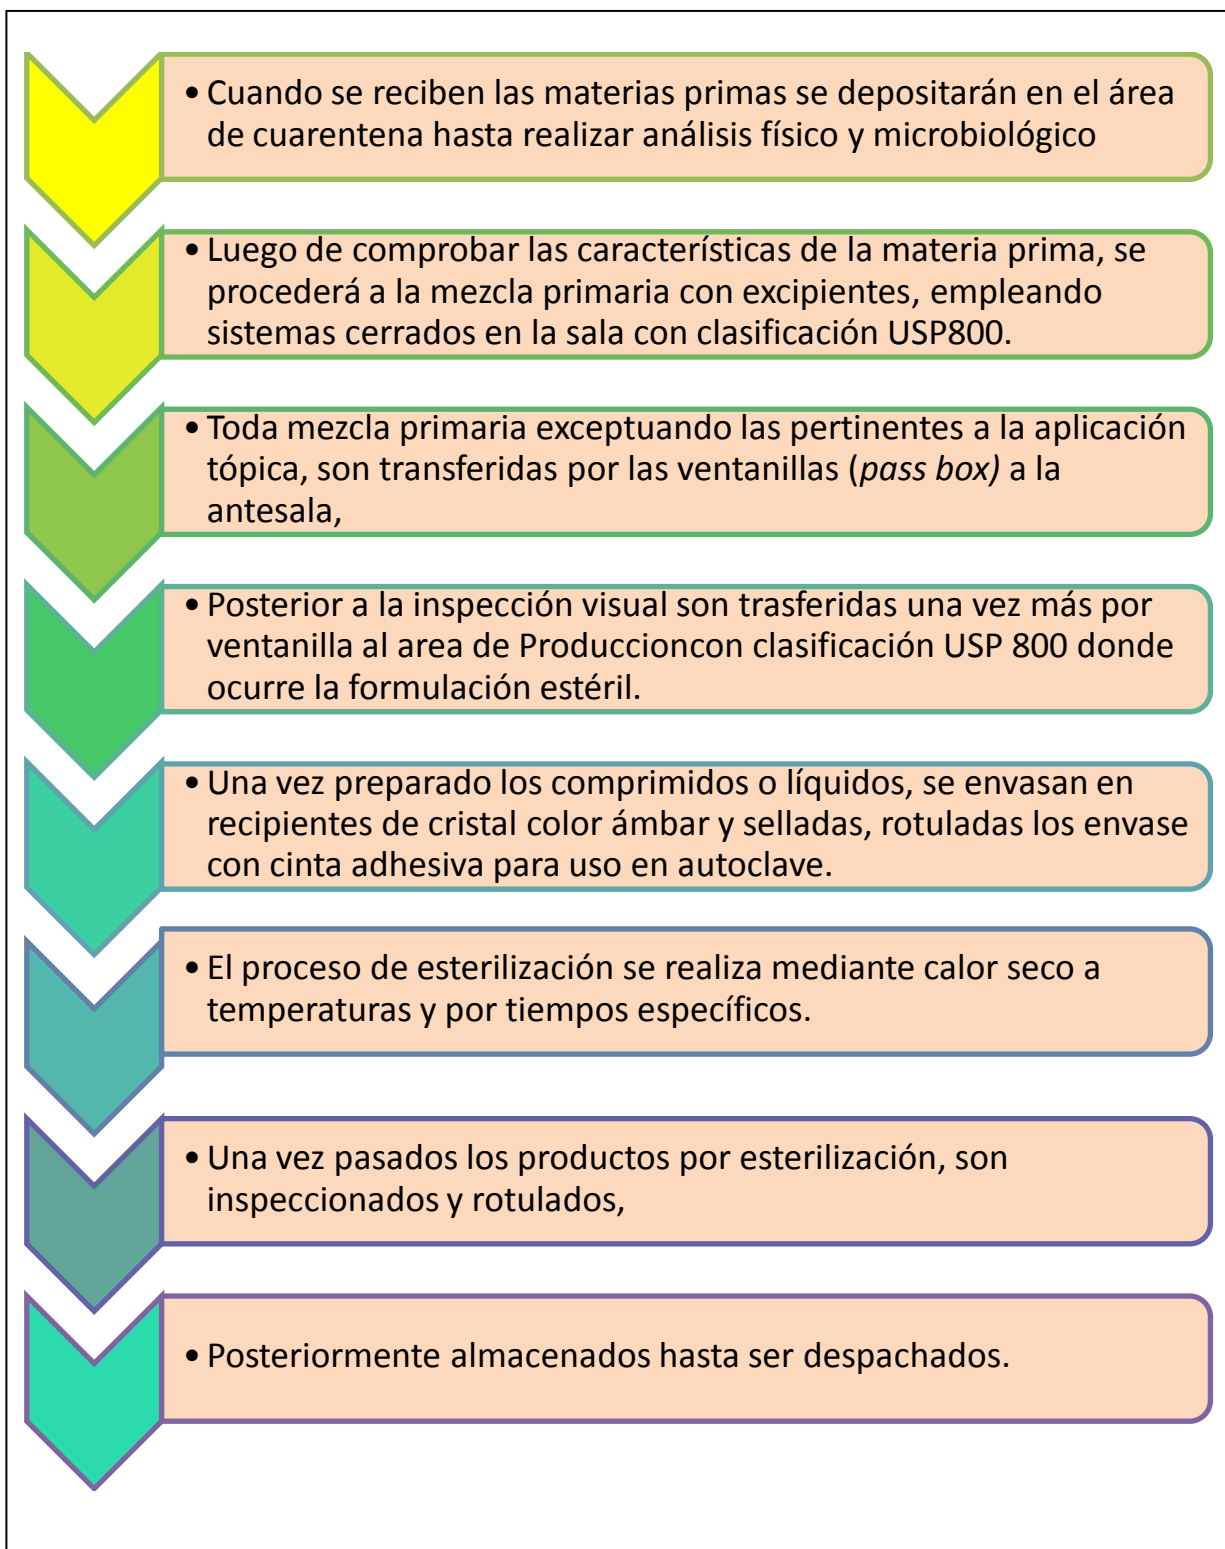 • Cuando se reciben las materias primas se depositarán en el área
de cuarentena hasta realizar análisis físico y microbiológico
• Luego de comprobar las características de la materia prima, se
procederá a la mezcla primaria con excipientes, empleando
sistemas cerrados en la sala con clasificación USP800.
• Toda mezcla primaria exceptuando las pertinentes a la aplicación
tópica, son transferidas por las ventanillas (pass box) a la
antesala,
• Posterior a la inspección visual son trasferidas una vez más por
ventanilla al area de Produccioncon clasificación USP 800 donde
ocurre la formulación estéril.
• Una vez preparado los comprimidos o líquidos, se envasan en
recipientes de cristal color ámbar y selladas, rotuladas los envase
con cinta adhesiva para uso en autoclave.
• El proceso de esterilización se realiza mediante calor seco a
temperaturas y por tiempos específicos.
• Una vez pasados los productos por esterilización, son
inspeccionados y rotulados,
• Posteriormente almacenados hasta ser despachados.